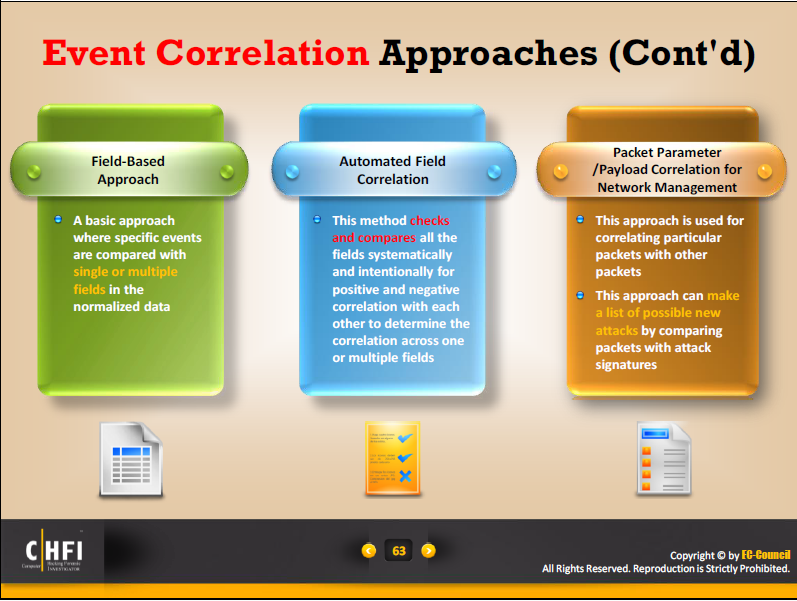 Event Correlation Approaches (Cont'd)
Field-Based
Approach
A basic approach
where specific events
are compared with
single or multiple
fields in the
normalized data
Automated Field
Correlation
This method checks
and compares all the
fields systematically
and intentionally for
positive and negative
correlation with each
other to determine the
correlation across one
or multiple fields
Packet Parameter
/Payload Correlation for
Network Management
This approach is used for
correlating particular
packets with other
packets
This approach can make
a list of possible new
attacks by comparing
packets with attack
signatures
CHFI
Computer Hacking Forensic
INVESTIGATOR
63
Copyright © by EC-Council
All Rights Reserved. Reproduction is Strictly Prohibited.